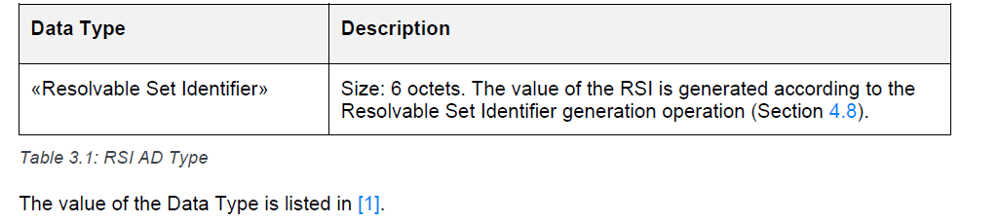 Data Type
Description
«Resolvable Set Identifier»
Size: 6 octets. The value of the RSI is generated according to the
Resolvable Set Identifier generation operation (Section 4.8).
Table 3.1: RSI AD Type
The value of the Data Type is listed in [1].